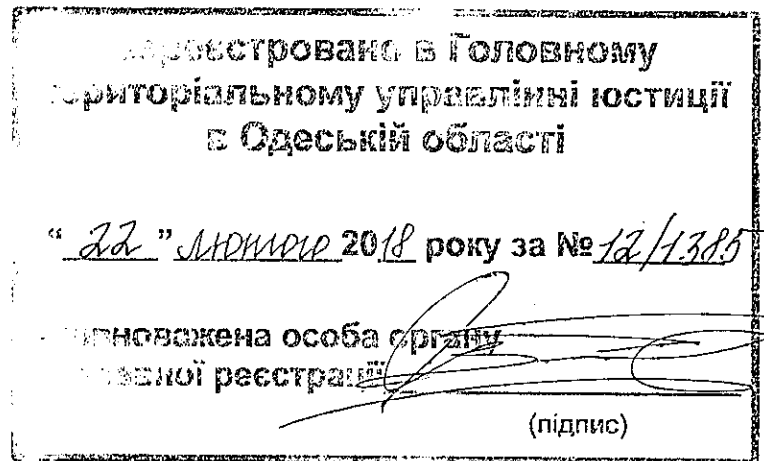 зареєстровано в Головному
територіальному управлінні юстиції
в Одеській області
“ 22 ” лютого 2018 року за № 12/1385
уповноважена особа органу
державної реєстрації
(підпис)